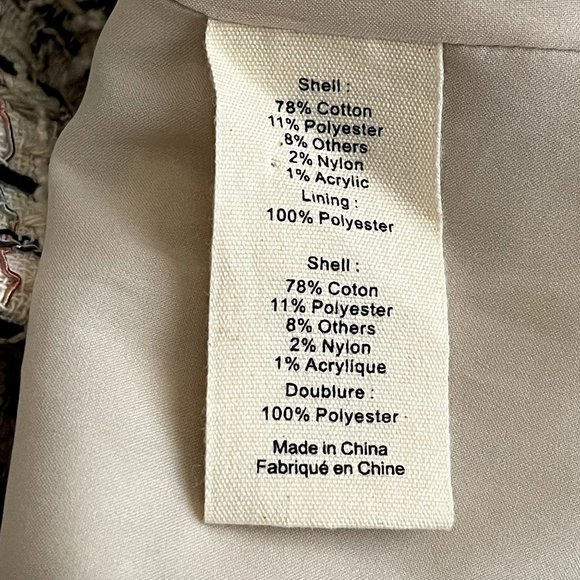 Shell :
78% Cotton
11% Polyester
8% Others
2% Nylon
1% Acrylic
Lining :
100% Polyester
Shell :
78% Coton
11% Polyester
8% Others
2% Nylon
1% Acrylique
Doublure :
100% Polyester
Made in China
Fabriqué en Chine